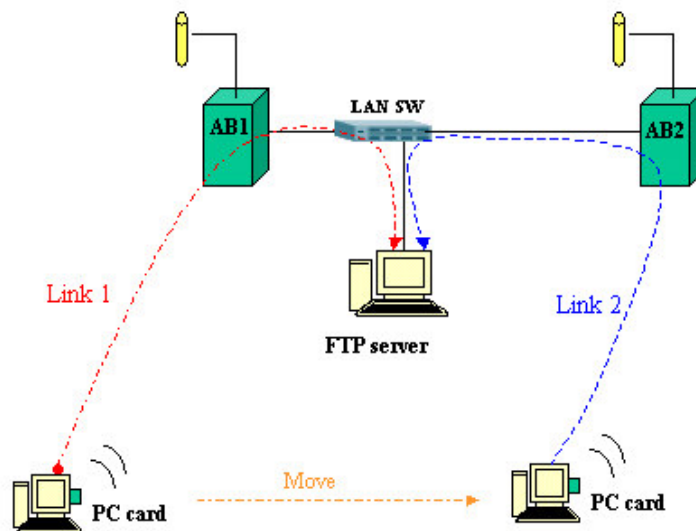 LAN SW
AB1
AB2
Link 1
Link 2
FTP server
Move
PC card
PC card